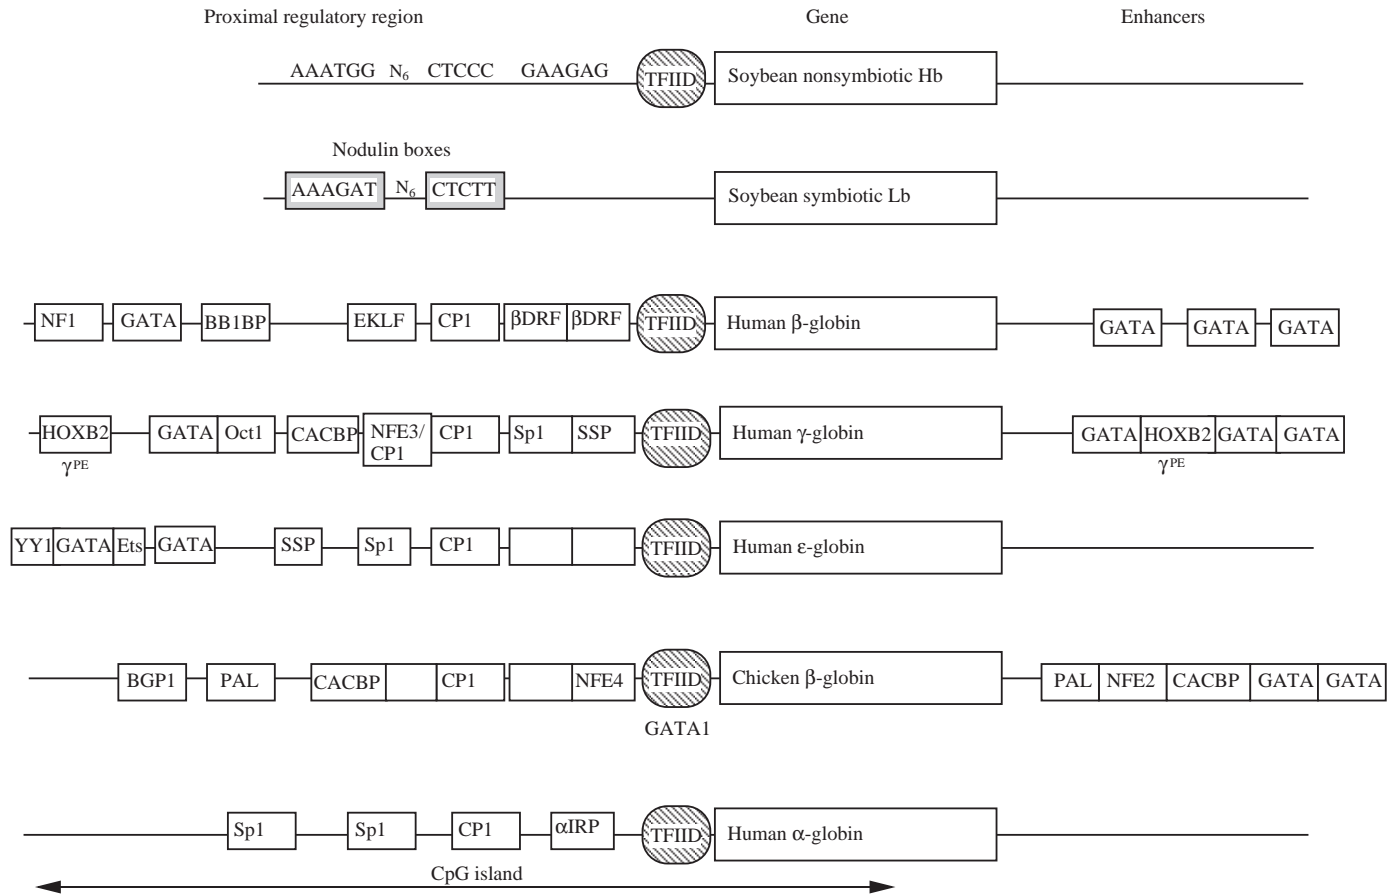 Proximal regulatory region Gene Enhancers
AAATGG N6 CTCCC GAAGAG TFIID Soybean nonsymbiotic Hb
Nodulin boxes
AAAGAT N6 CTCTT Soybean symbiotic Lb
NF1 GATA BB1BP EKLF CP1 βDRF βDRF TFIID Human β-globin GATA GATA GATA
HOXB2 GATA Oct1 CACBP NFE3/ CP1 Sp1 SSP TFIID Human γ-globin GATA HOXB2 GATA GATA
CP1
γPE γPE
YY1 GATA Ets GATA SSP Sp1 CP1 TFIID Human ε-globin
BGP1 PAL CACBP CP1 NFE4 TFIID Chicken β-globin PAL NFE2 CACBP GATA GATA
GATA1
Sp1 Sp1 CP1 αIRP TFIID Human α-globin
CpG island